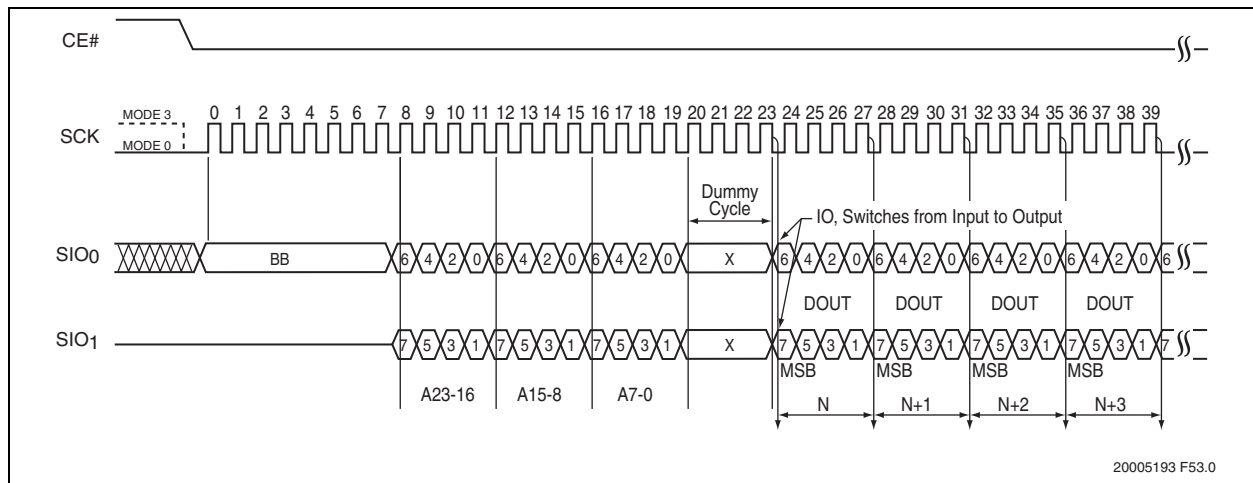 CE#
MODE 3
0 1 2 3 4 5 6 7 8 9 10 11 12 13 14 15 16 17 18 19 20 21 22 23 24 25 26 27 28 29 30 31 32 33 34 35 36 37 38 39
SCK
MODE 0
Dummy
Cycle
IO, Switches from Input to Output
SIO0 BB 6 4 2 0 6 4 2 0 6 4 2 0 X 6 4 2 0 6 4 2 0 6 4 2 0 6 4 2 0 6
DOUT DOUT DOUT DOUT
SIO1 7 5 3 1 7 5 3 1 7 5 3 1 X 7 5 3 1 7 5 3 1 7 5 3 1 7 5 3 1 7
MSB MSB MSB MSB
A23-16 A15-8 A7-0
N N+1 N+2 N+3
20005193 F53.0